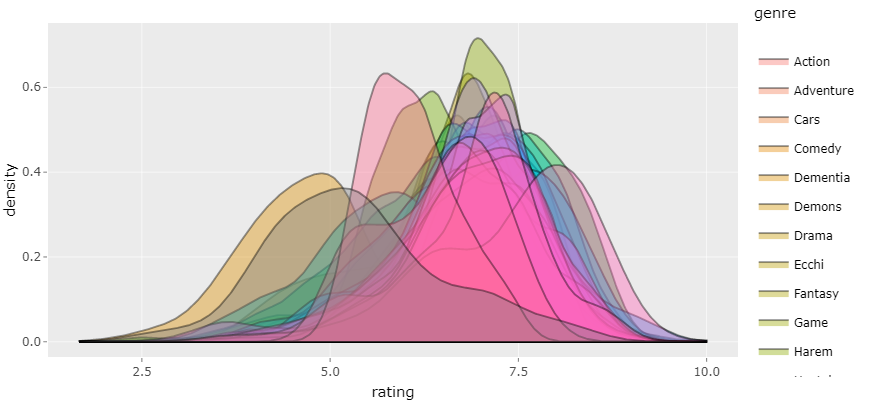 genre
Action
Adventure
Cars
Comedy
Dementia
Demons
Drama
Ecchi
Fantasy
Game
Harem
0.6
0.4
0.2
0.0
density
2.5 5.0 7.5 10.0
rating